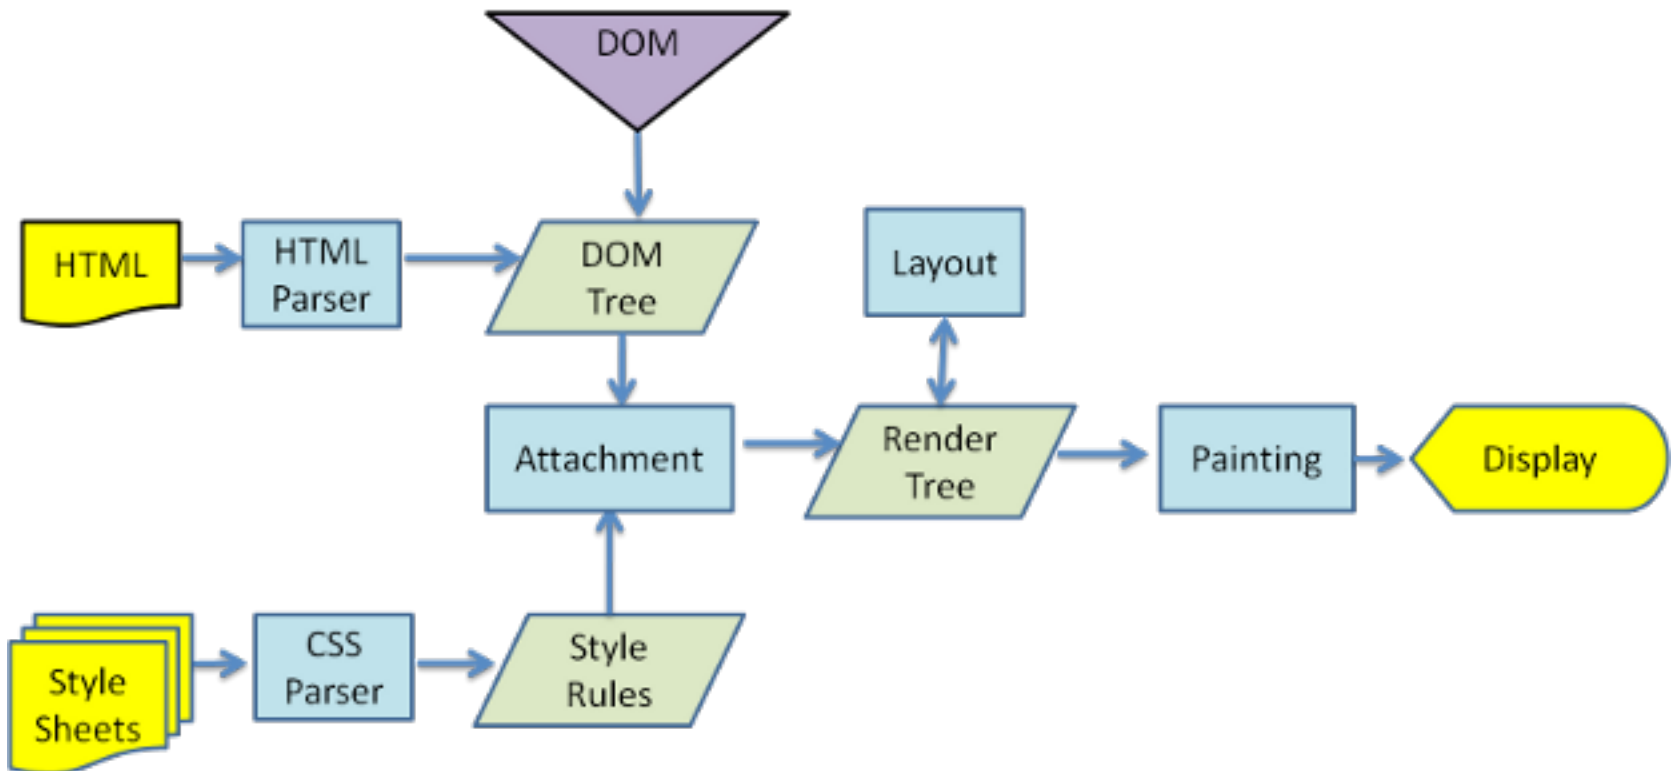 DOM
HTML
HTML
Parser
DOM
Tree
Layout
Attachment
Render
Tree
Painting
Display
Style
Sheets
CSS
Parser
Style
Rules